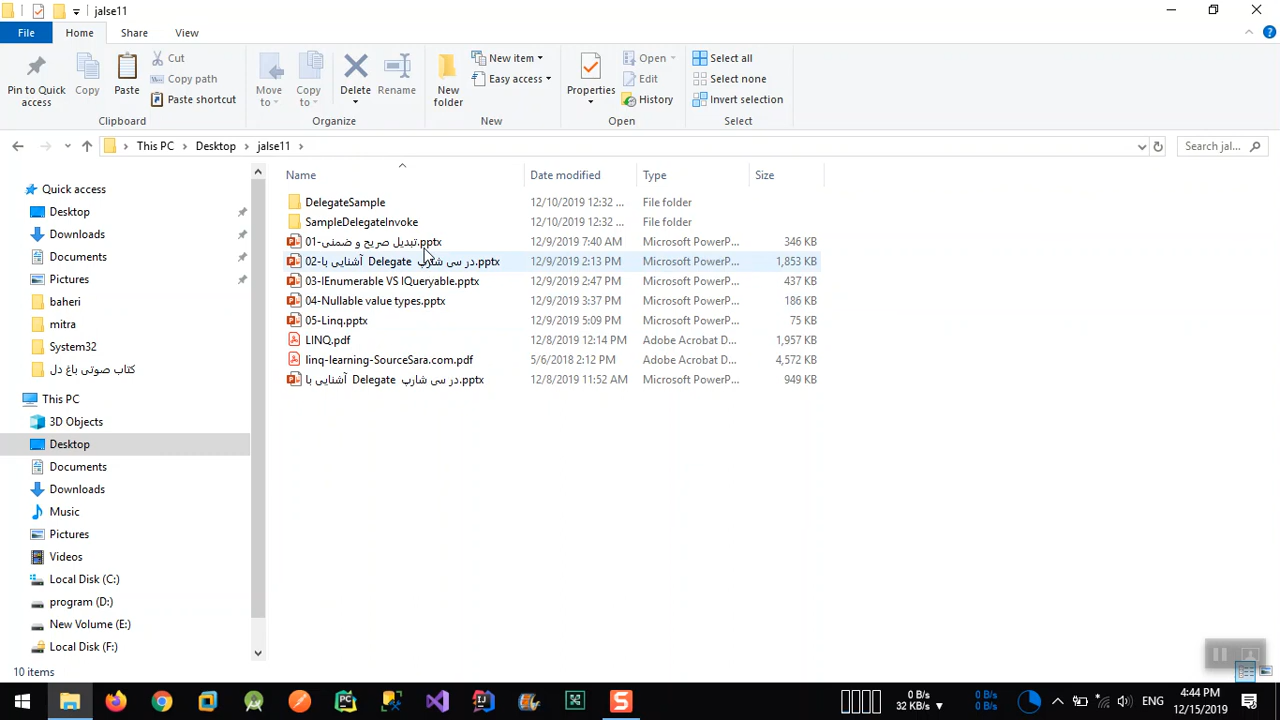 jalse11
File
Home
Share
View
Pin to Quick access
Copy
Paste
Cut
Copy path
Paste shortcut
Clipboard
Move to
Copy to
Delete
Rename
Organize
New folder
New item
Easy access
New
Properties
Open
Edit
History
Open
Select all
Select none
Invert selection
Select
This PC > Desktop > jalse11 >
Search jal...
Name Date modified Type Size
DelegateSample 12/10/2019 12:32 ... File folder
SampleDelegateInvoke 12/10/2019 12:32 ... File folder
01-تبدیل صریح و ضمنی.pptx 12/9/2019 7:40 AM Microsoft PowerP... 346 KB
02-آشنایی با Delegate در سی شارپ.pptx 12/9/2019 2:13 PM Microsoft PowerP... 1,853 KB
03-IEnumerable VS IQueryable.pptx 12/9/2019 2:47 PM Microsoft PowerP... 437 KB
04-Nullable value types.pptx 12/9/2019 3:37 PM Microsoft PowerP... 186 KB
05-Linq.pptx 12/9/2019 5:09 PM Microsoft PowerP... 75 KB
LINQ.pdf 12/8/2019 12:14 PM Adobe Acrobat D... 1,957 KB
linq-learning-SourceSara.com.pdf 5/6/2018 2:12 PM Adobe Acrobat D... 4,572 KB
آشنایی با Delegate در سی شارپ.pptx 12/8/2019 11:52 AM Microsoft PowerP... 949 KB
Quick access
Desktop
Downloads
Documents
Pictures
baheri
mitra
System32
کتاب صوتی باغ دل
This PC
3D Objects
Desktop
Documents
Downloads
Music
Pictures
Videos
Local Disk (C:)
program (D:)
New Volume (E:)
Local Disk (F:)
10 items
0 B/s
32 KB/s
0 B/s
0 B/s
ENG
4:44 PM
12/15/2019